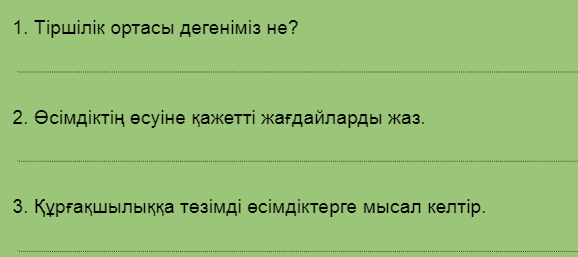 1. Тіршілік ортасы дегеніміз не?
2. Өсімдіктің өсуіне қажетті жағдайларды жаз.
3. Құрғақшылыққа төзімді өсімдіктерге мысал келтір.